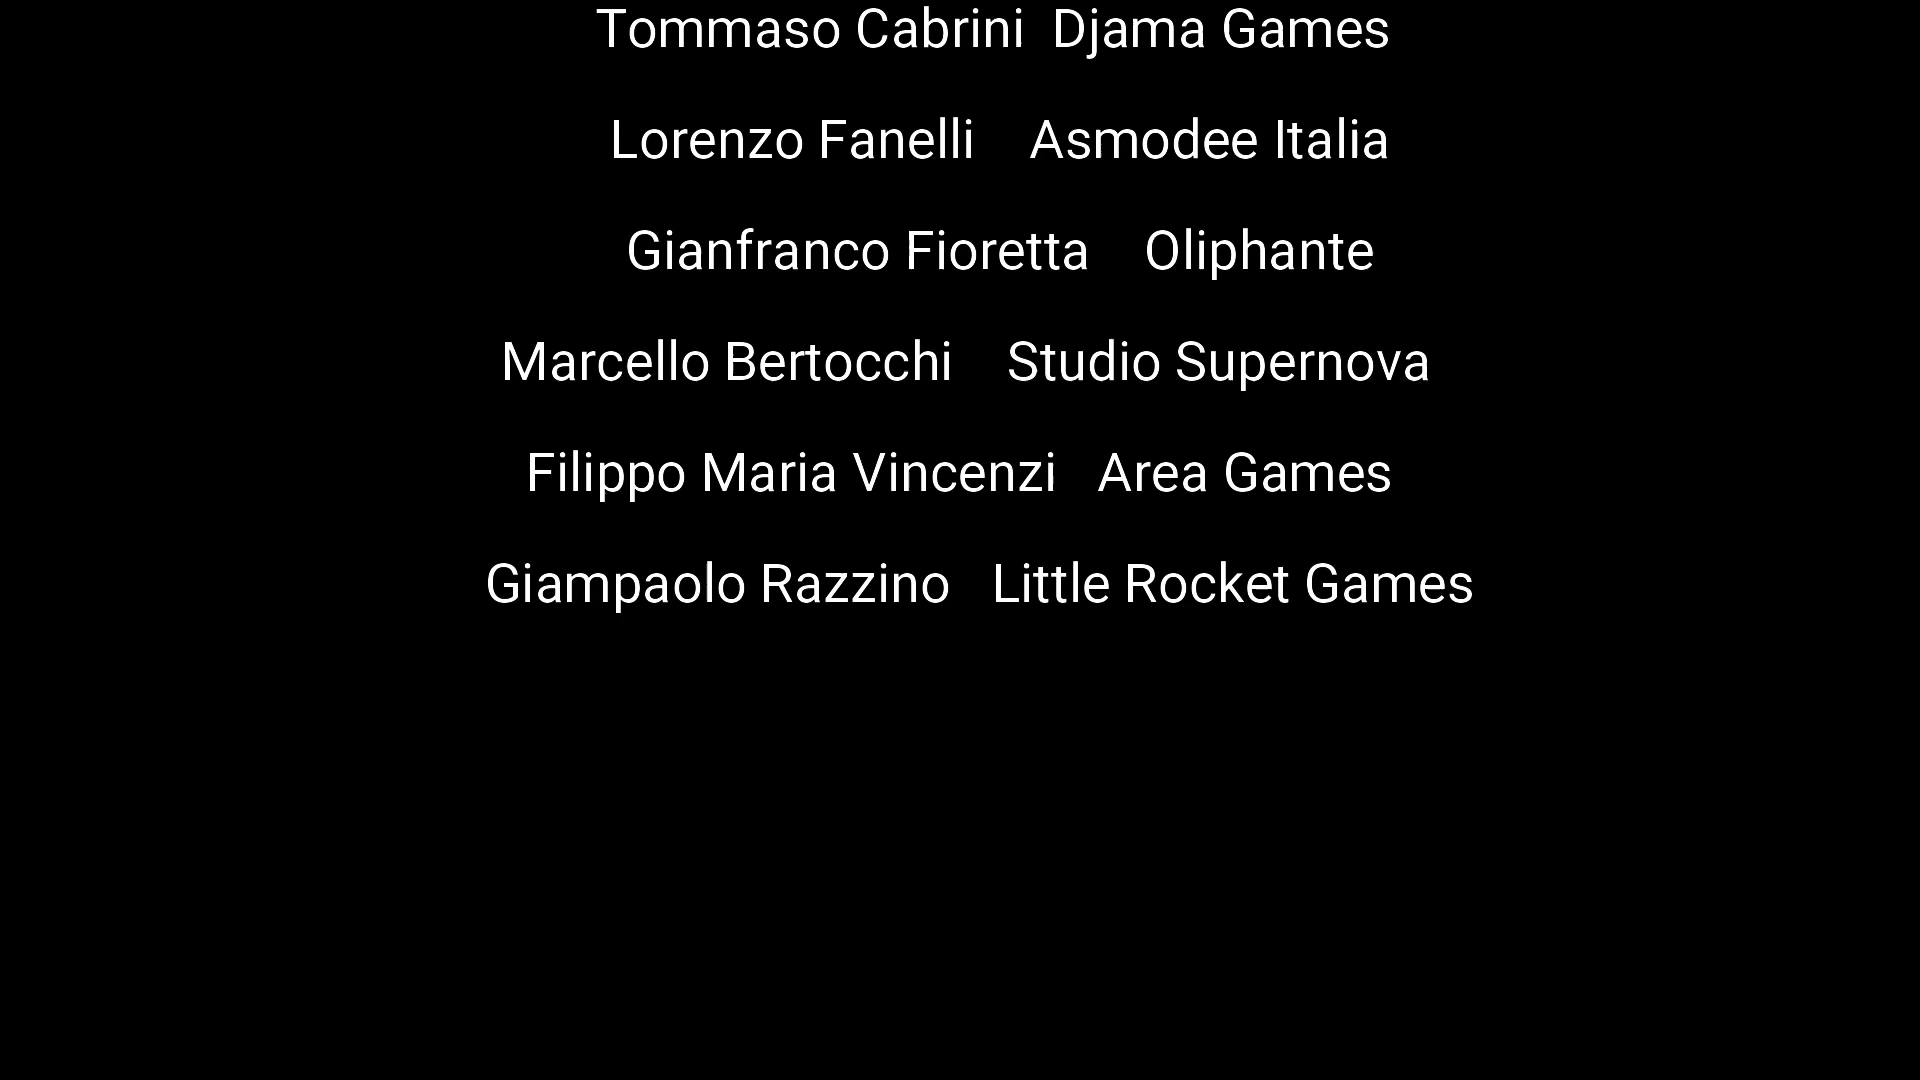 Tommaso Cabrini Djama Games
Lorenzo Fanelli Asmodee Italia
Gianfranco Fioretta Oliphante
Marcello Bertocchi Studio Supernova
Filippo Maria Vincenzi Area Games
Giampaolo Razzino Little Rocket Games